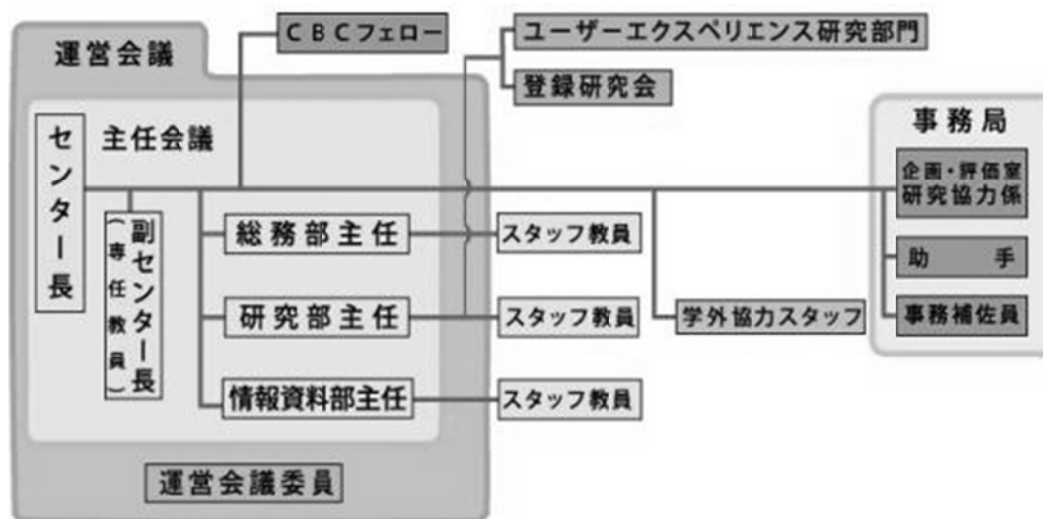 CBCフェロー
ユーザーエクスペリエンス研究部門
登録研究会
運営会議
主任会議
センター長
副センター長
(専任教員)
総務部主任
スタッフ教員
研究部主任
スタッフ教員
情報資料部主任
スタッフ教員
学外協力スタッフ
運営会議委員
事務局
企画・評価室
研究協力係
助手
事務補佐員